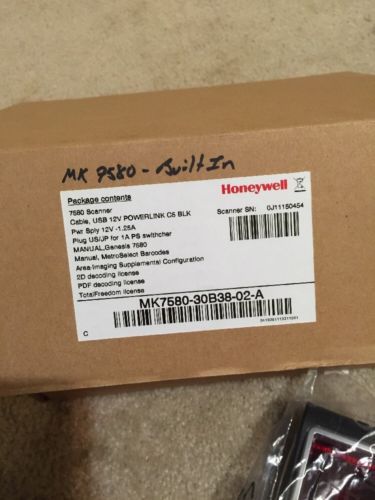 MK 7580 - Built In
Package contents
Honeywell
7580 Scanner
Scanner SN: 0J11150454
Cable, USB 12V POWERLINK C5 BLK
Pwr Sply 12V -1.25A
Plug US/JP for 1A PS switchcer
MANUAL,Genesis 7580
Manual, MetroSelect Barcodes
Area-Imaging Supplemental Configuration
2D decoding license
PDF decoding license
TotalFreedom license
MK7580-30B38-02-A
C